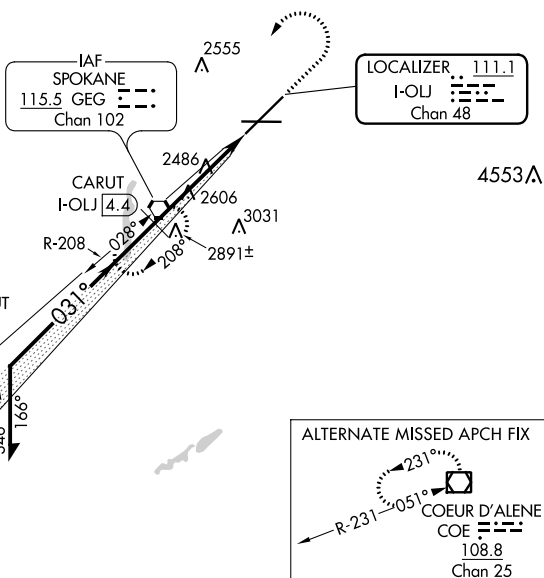 2555
IAF
SPOKANE
115.5 GEG
Chan 102
LOCALIZER 111.1
I-OLJ
Chan 48
4553
2486
CARUT
I-OLJ 4.4
2606
3031
R-208
028°
208°
2891±
031°
166°
ALTERNATE MISSED APCH FIX
231°
R-231
051°
COEUR D'ALENE
COE
108.8
Chan 25